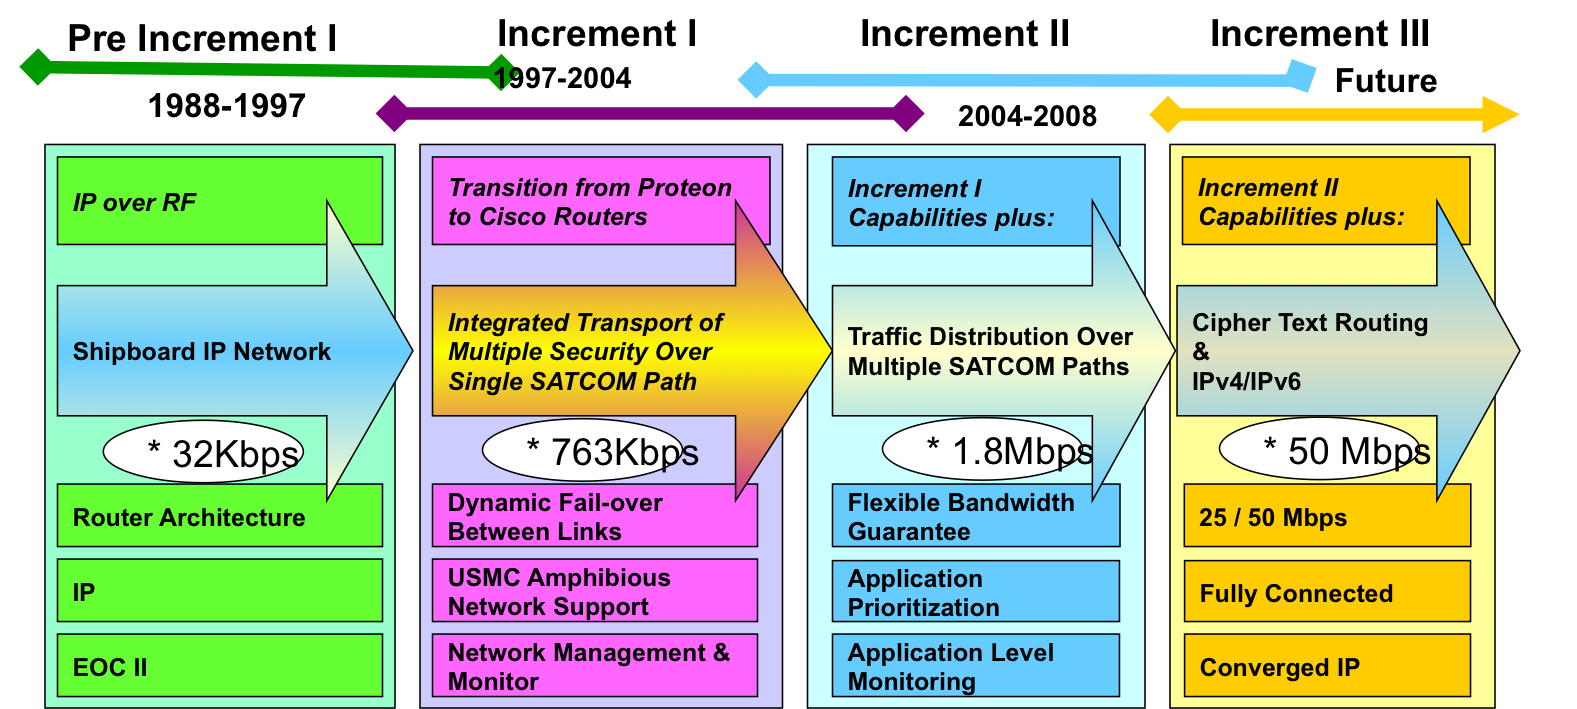 Pre Increment I
1988-1997
IP over RF
Shipboard IP Network
* 32Kbps
Router Architecture
IP
EOC II
Increment I
1997-2004
Transition from Proteon
to Cisco Routers
Integrated Transport of
Multiple Security Over
Single SATCOM Path
* 763Kbps
Dynamic Fail-over
Between Links
USMC Amphibious
Network Support
Network Management &
Monitor
Increment II
2004-2008
Increment I
Capabilities plus:
Traffic Distribution Over
Multiple SATCOM Paths
* 1.8Mbps
Flexible Bandwidth
Guarantee
Application
Prioritization
Application Level
Monitoring
Increment III
Future
Increment II
Capabilities plus:
Cipher Text Routing
&
IPv4/IPv6
* 50 Mbps
25 / 50 Mbps
Fully Connected
Converged IP